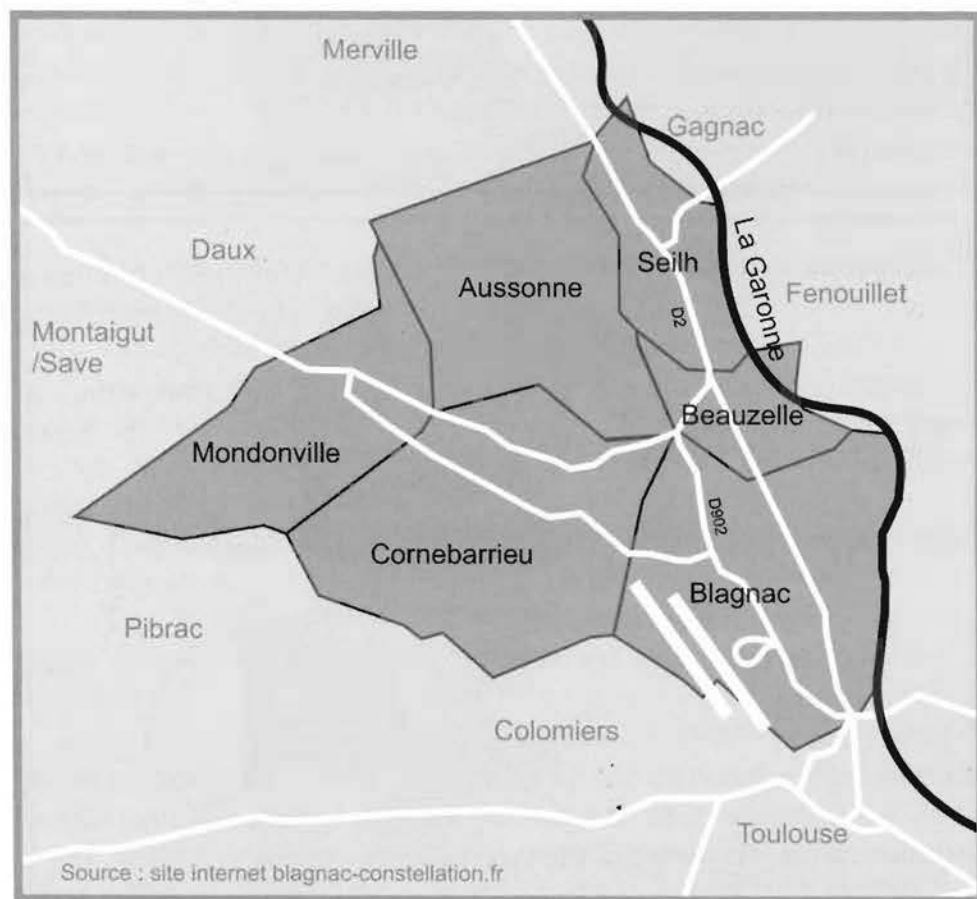 Merville
Gagnac
Daux
Seilh
La Garonne
Aussonne
Fenouillet
D2
Montaigut
/Save
Beauzelle
Mondonville
D902
Cornebarrieu
Blagnac
Pibrac
Colomiers
Toulouse
Source : site internet blagnac-constellation.fr